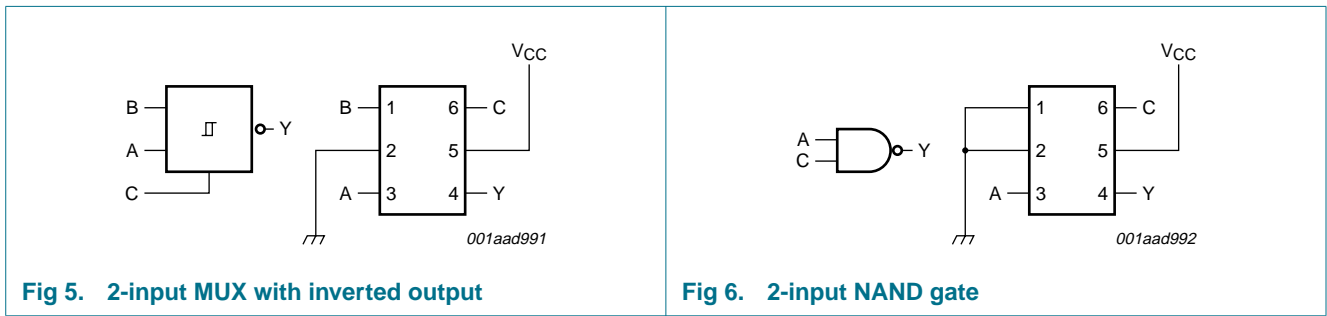 VCC
B
A
C
Y
B 1 6 C
2 5
A 3 4 Y
001aad991
Fig 5. 2-input MUX with inverted output
VCC
A
C
Y
1 6 C
2 5
A 3 4 Y
001aad992
Fig 6. 2-input NAND gate